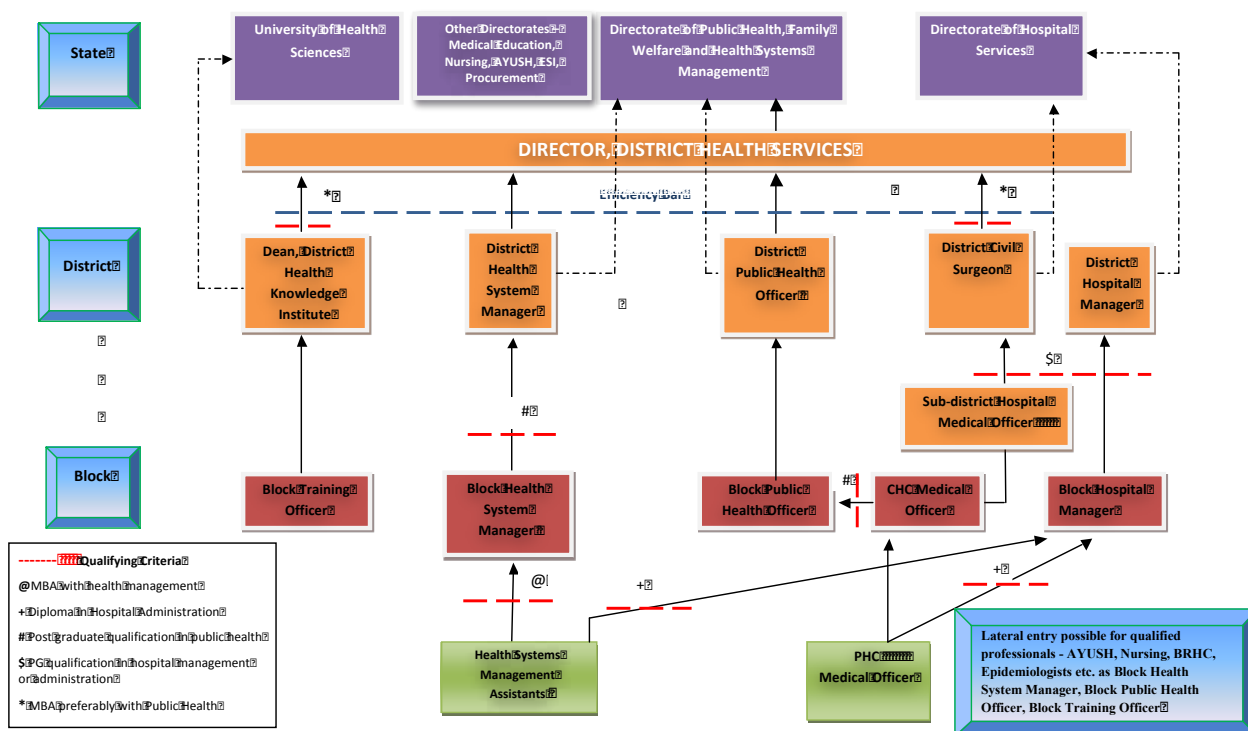 University of Health
Sciences
Other Directorates –
Medical Education,
Nursing, AYUSH, ESI,
Procurement
Directorate of Public Health, Family
Welfare and Health Systems
Management
Directorate of Hospital
Services
State
DIRECTOR, DISTRICT HEALTH SERVICES
*
Efficiency Bar
*
District
Dean, District
Health
Knowledge
Institute
District
Health
System
Manager
District
Public Health
Officer
District Civil
Surgeon
District
Hospital
Manager
$
Sub-district Hospital
Medical Officer
#
Block
Block Training
Officer
Block Health
System
Manager
Block Public
Health Officer
#
CHC Medical
Officer
Block Hospital
Manager
------- Qualifying Criteria
@MBA with health management
+ Diploma in Hospital Administration
# Post graduate qualification in public health
$ PG qualification in hospital management
or administration
* MBA preferably with Public Health
@
+
+
Health Systems
Management
Assistants
PHC
Medical Officer
Lateral entry possible for qualified
professionals - AYUSH, Nursing, BRHC,
Epidemiologists etc. as Block Health
System Manager, Block Public Health
Officer, Block Training Officer